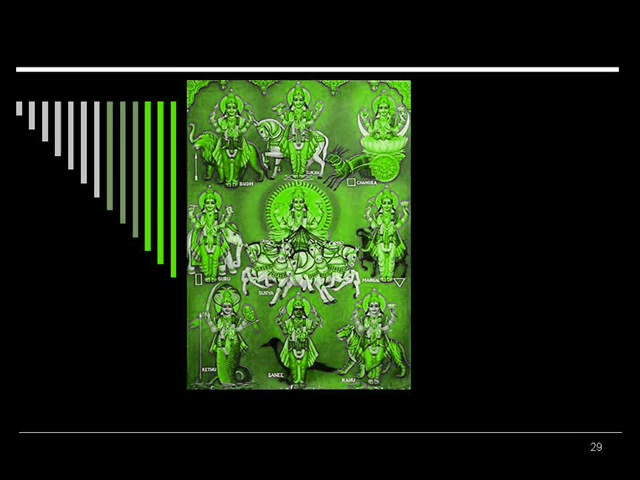 BUDH
SUKRA
CHANDRA
GURU
SURYA
MANGAL
KETHU
SANEE
RAHU
29